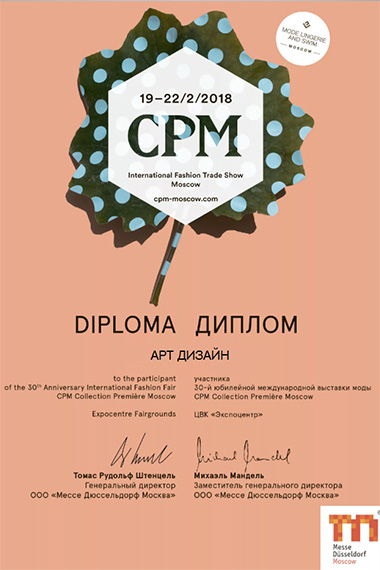 MODE LINGERIE
AND SWIM
— MOSCOW —
19–22/2/2018
CPM
International Fashion Trade Show
Moscow
cpm-moscow.com
DIPLOMA ДИПЛОМ
АРТ ДИЗАЙН
to the participant
of the 30th Anniversary International Fashion Fair
CPM Collection Première Moscow
Expocentre Fairgrounds
участника
30-й юбилейной международной выставки моды
CPM Collection Première Moscow
ЦВК «Экспоцентр»
Томас Рудольф Штенцель
Генеральный директор
ООО «Мессе Дюссельдорф Москва»
Михаэль Мандель
Заместитель генерального директора
ООО «Мессе Дюссельдорф Москва»
Messe
Düsseldorf
Moscow